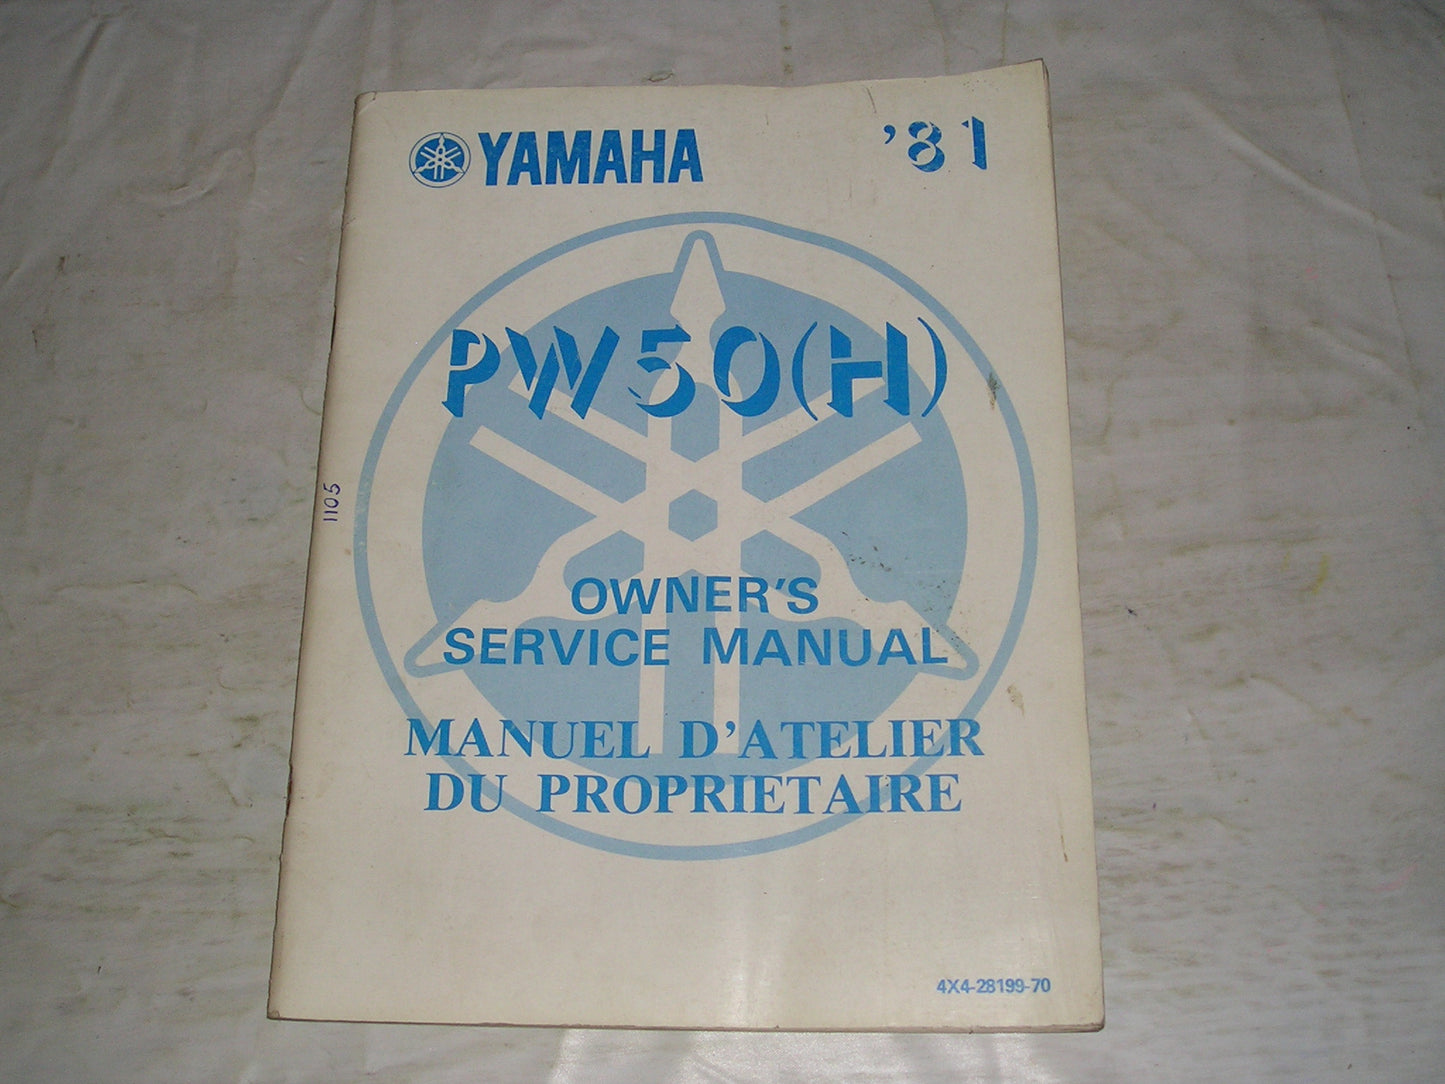 YAMAHA '81
PW50(H)
1105
OWNER'S
SERVICE MANUAL
MANUEL D'ATELIER
DU PROPRIETAIRE
4X4-28199-70